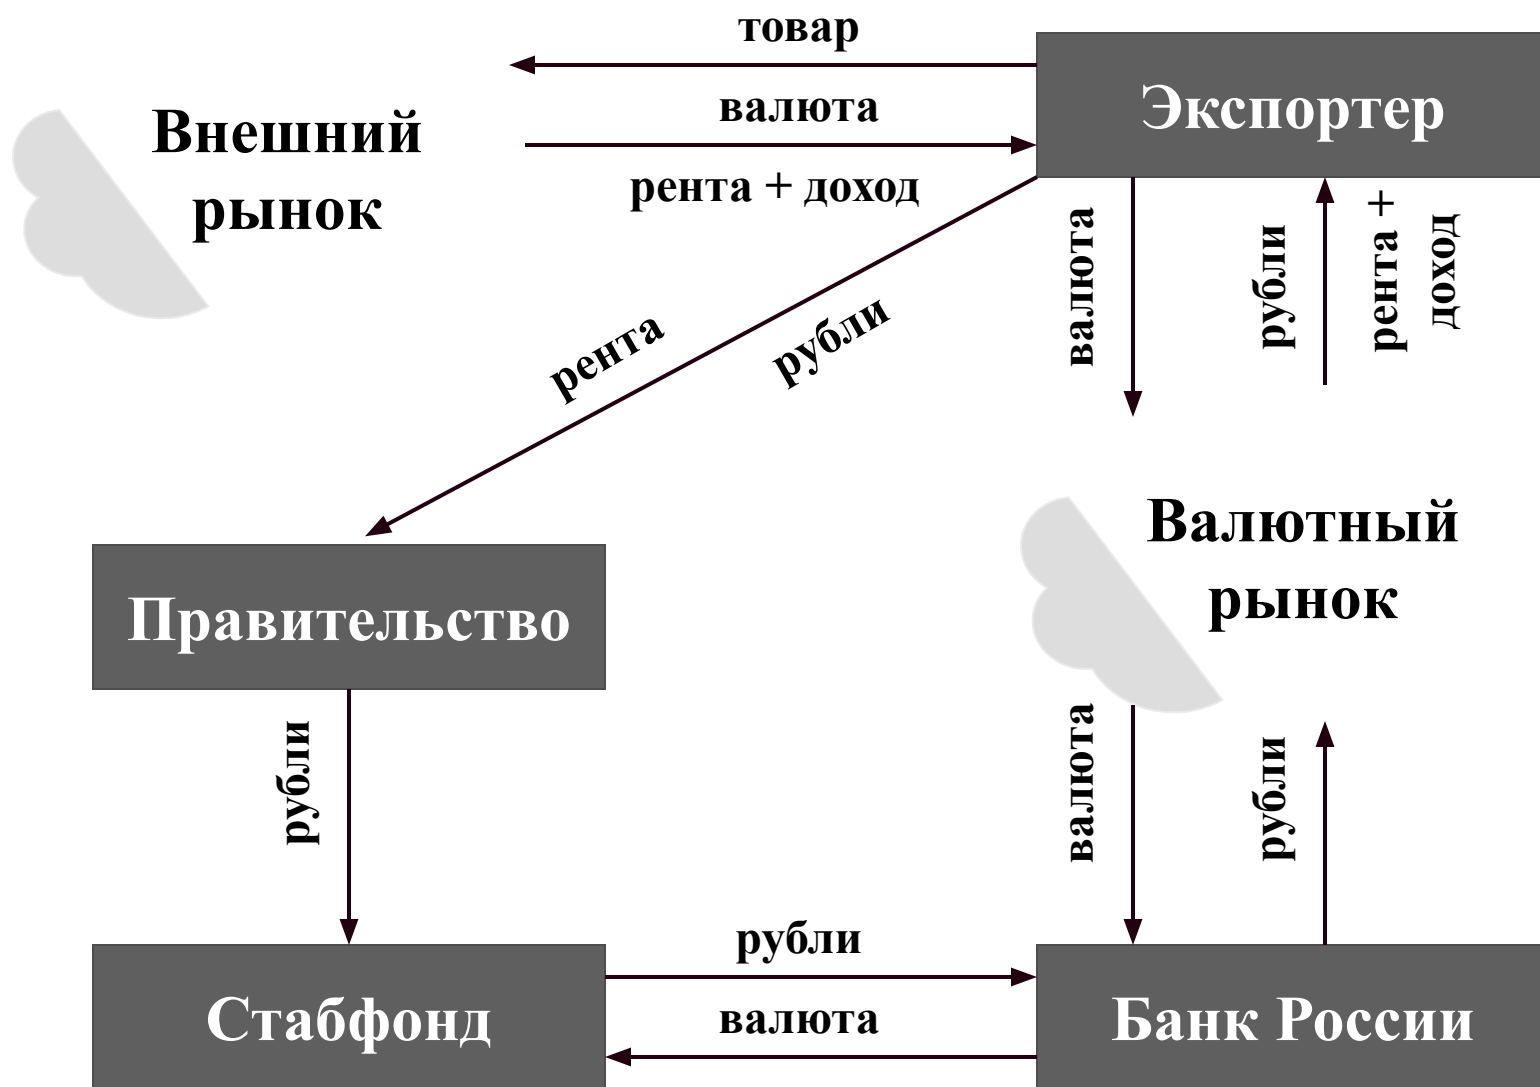 товар
Экспортер
валюта
Внешний
рынок
рента + доход
валюта
рубли
рента +
доход
рента
рубли
Валютный
рынок
Правительство
рубли
валюта
рубли
рубли
Стабфонд
валюта
Банк России